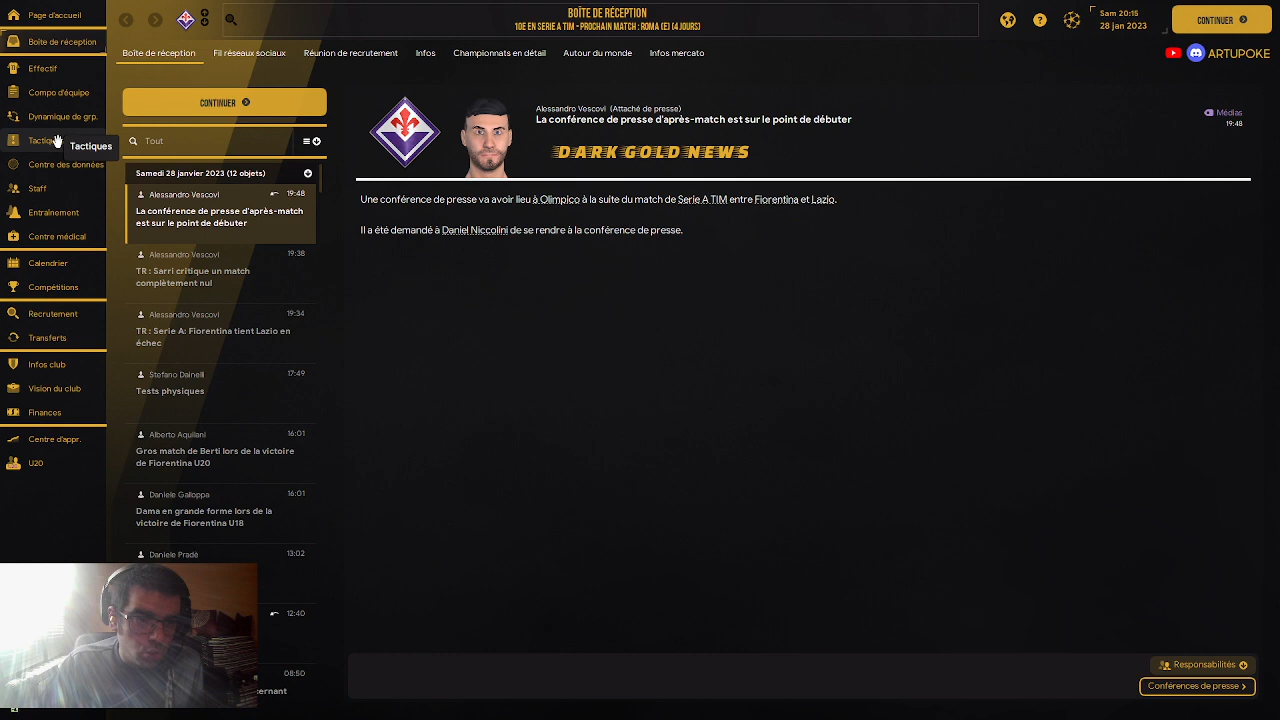 Page d'accueil
Boîte de réception
Effectif
Compo d'équipe
Dynamique de grp.
Tactiques
Centre des données
Staff
Entraînement
Centre médical
Calendrier
Compétitions
Recrutement
Transferts
Infos club
Vision du club
Finances
Centre d'appr.
U20
BOÎTE DE RÉCEPTION
10E EN SERIE A TIM - PROCHAIN MATCH : ROMA (E) (4 JOURS)
Sam 20:15
28 jan 2023
CONTINUER
Boîte de réception
Fil réseaux sociaux
Réunion de recrutement
Infos
Championnats en détail
Autour du monde
Infos mercato
ARTUPOKE
CONTINUER
Tout
Samedi 28 janvier 2023 (12 objets)
Alessandro Vescovi 19:48
La conférence de presse d'après-match
est sur le point de débuter
Alessandro Vescovi 19:38
TR : Sarri critique un match
complètement nul
Alessandro Vescovi 19:34
TR : Serie A: Fiorentina tient Lazio en
échec
Stefano Dainelli 17:49
Tests physiques
Alberto Aquilani 16:01
Gros match de Berti lors de la victoire
de Fiorentina U20
Daniele Galloppa 16:01
Dama en grande forme lors de la
victoire de Fiorentina U18
Daniele Pradè 13:02
12:40
08:50
Alessandro Vescovi (Attaché de presse)
La conférence de presse d'après-match est sur le point de débuter
DARK GOLD NEWS
Médias
19:48
Une conférence de presse va avoir lieu à Olimpico à la suite du match de Serie A TIM entre Fiorentina et Lazio.
Il a été demandé à Daniel Niccolini de se rendre à la conférence de presse.
Responsabilités
Conférences de presse